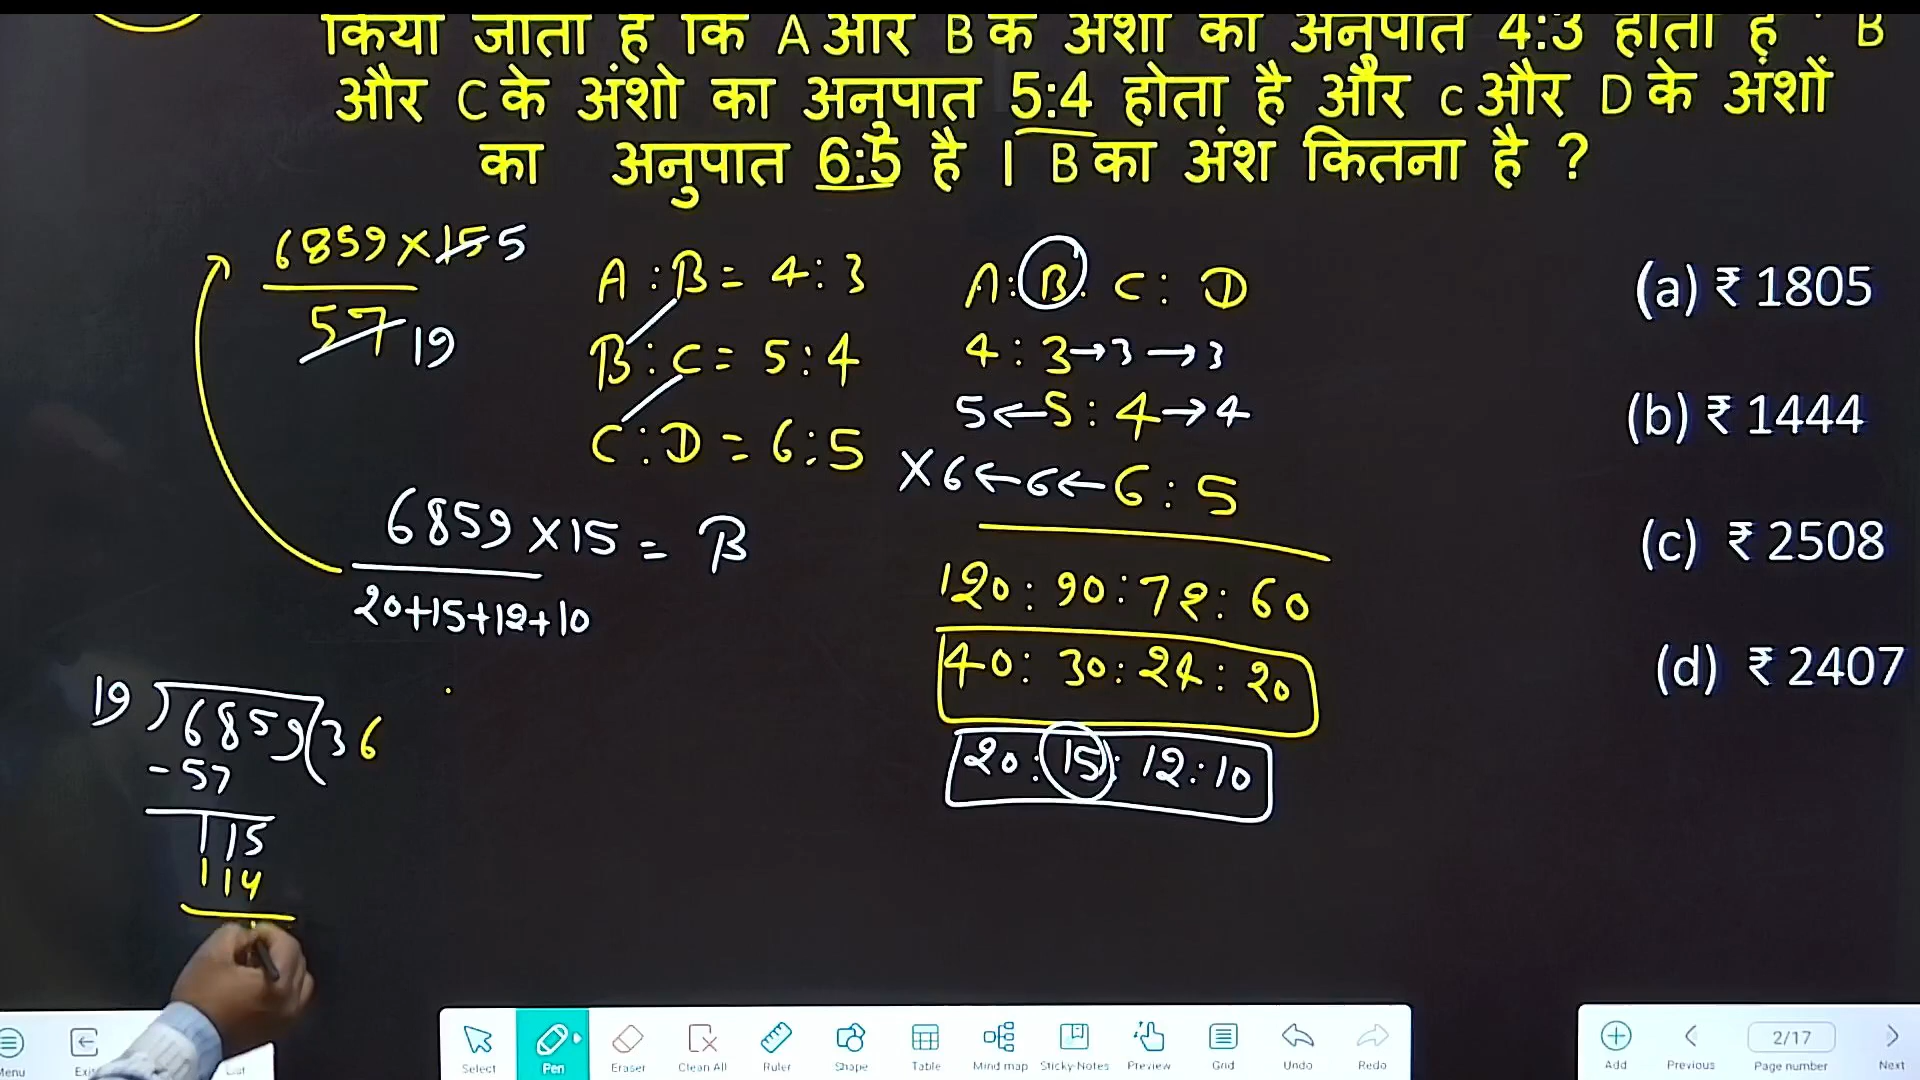 किया जाता है कि A और B के अंशों का अनुपात 4:3 होता है ' B
और C के अंशो का अनुपात 5:4 होता है और c और D के अंशों
का अनुपात 6:5 है | B का अंश कितना है ?
6859 × 15 5
57 19
A : B = 4 : 3
B : C = 5 : 4
C : D = 6 : 5
6859 × 15 = B
20+15+12+10
19 ) 6859 ( 36
- 57
115
114
1
A : B : C : D
4 : 3 → 3 → 3
5 ← 5 : 4 → 4
× 6 ← 6 ← 6 : 5
120 : 90 : 72 : 60
40 : 30 : 24 : 20
20 : 15 : 12 : 10
(a) ₹ 1805
(b) ₹ 1444
(c) ₹ 2508
(d) ₹ 2407
Select Pen Eraser Clean All Ruler Shape Table Mind map Sticky Notes Preview Grid Undo Redo
Add Previous 2/17 Page number Next